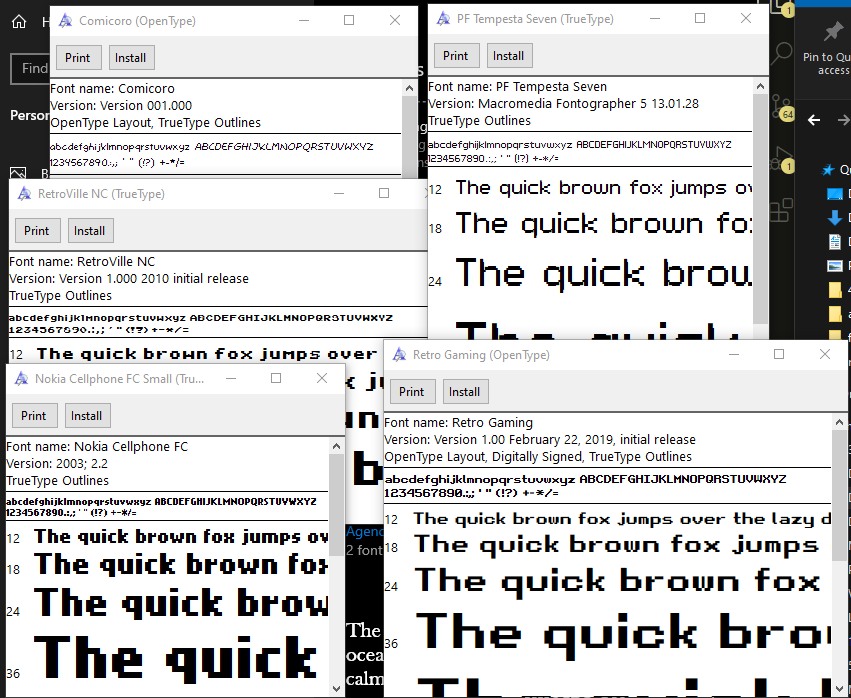 Comicoro (OpenType)
Print
Install
Font name: Comicoro
Version: Version 001.000
OpenType Layout, TrueType Outlines
abcdefghijklmnopqrstuvwxyz ABCDEFGHIJKLMNOPQRSTUVWXYZ
1234567890.:,; ' " (!?) +-*/=
PF Tempesta Seven (TrueType)
Print
Install
Font name: PF Tempesta Seven
Version: Macromedia Fontographer 5 13.01.28
TrueType Outlines
abcdefghijklmnopqrstuvwxyz ABCDEFGHIJKLMNOPQRSTUVWXYZ
1234567890.:,; ' " (!?) +-*/=
12 The quick brown fox jumps ov
18 The quick brown fo
24 The quick brow
The quick
RetroVille NC (TrueType)
Print
Install
Font name: RetroVille NC
Version: Version 1.000 2010 initial release
TrueType Outlines
abcdefghijklmnopqrstuvwxyz ABCDEFGHIJKLMNOPQRSTUVWXYZ
1234567890.:,; ' " (!?) +-*/=
12 The quick brown fox jumps over
Nokia Cellphone FC Small (Tru...
Print
Install
Font name: Nokia Cellphone FC
Version: 2003; 2.2
TrueType Outlines
abcdefghijklmnopqrstuvwxyz ABCDEFGHIJKLMNOPQRSTUVWXYZ
1234567890.:,; ' " (!?) +-*/=
12 The quick brown fox jumps ov
18 The quick brown fox
24 The quick brow
36 The quick
Retro Gaming (OpenType)
Print
Install
Font name: Retro Gaming
Version: Version 1.00 February 22, 2019, initial release
OpenType Layout, Digitally Signed, TrueType Outlines
abcdefghijklmnopqrstuvwxyz ABCDEFGHIJKLMNOPQRSTUVWXYZ
1234567890.:,; ' " (!?) +-*/=
12 The quick brown fox jumps over the lazy d
18 The quick brown fox jumps
24 The quick brown fox
36 The quick bro
H
Find
Person
B
Agenc
2 font
The
ocea
calm
1
64
1
Pin to Qu
access
Qu